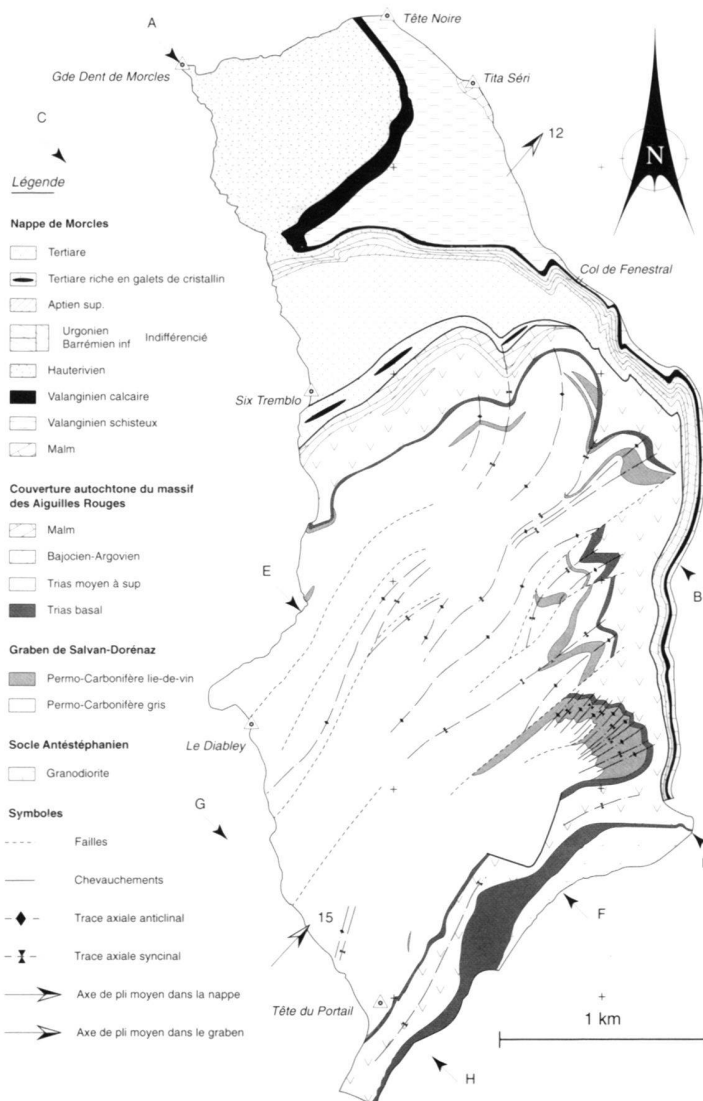 A
Tête Noire
Gde Dent de Morcles
Tita Séri
C
12
N
Légende
Nappe de Morcles
Tertiaire
Tertiare riche en galets de cristallin
Aptien sup.
Urgonien
Barrémien inf
Indifférencié
Hauterivien
Valanginien calcaire
Valanginien schisteux
Malm
Col de Fenestral
Six Tremblo
Couverture autochtone du massif
des Aiguilles Rouges
Malm
Bajocien-Argovien
Trias moyen à sup
Trias basal
E
B
Graben de Salvan-Dorénaz
Permo-Carbonifère lie-de-vin
Permo-Carbonifère gris
Le Diabley
Socle Antéstéphanien
Granodiorite
Symboles
G
Failles
Chevauchements
F
Trace axiale anticlinal
15
Trace axiale syncinal
Axe de pli moyen dans la nappe
Tête du Portail
Axe de pli moyen dans le graben
1 km
H